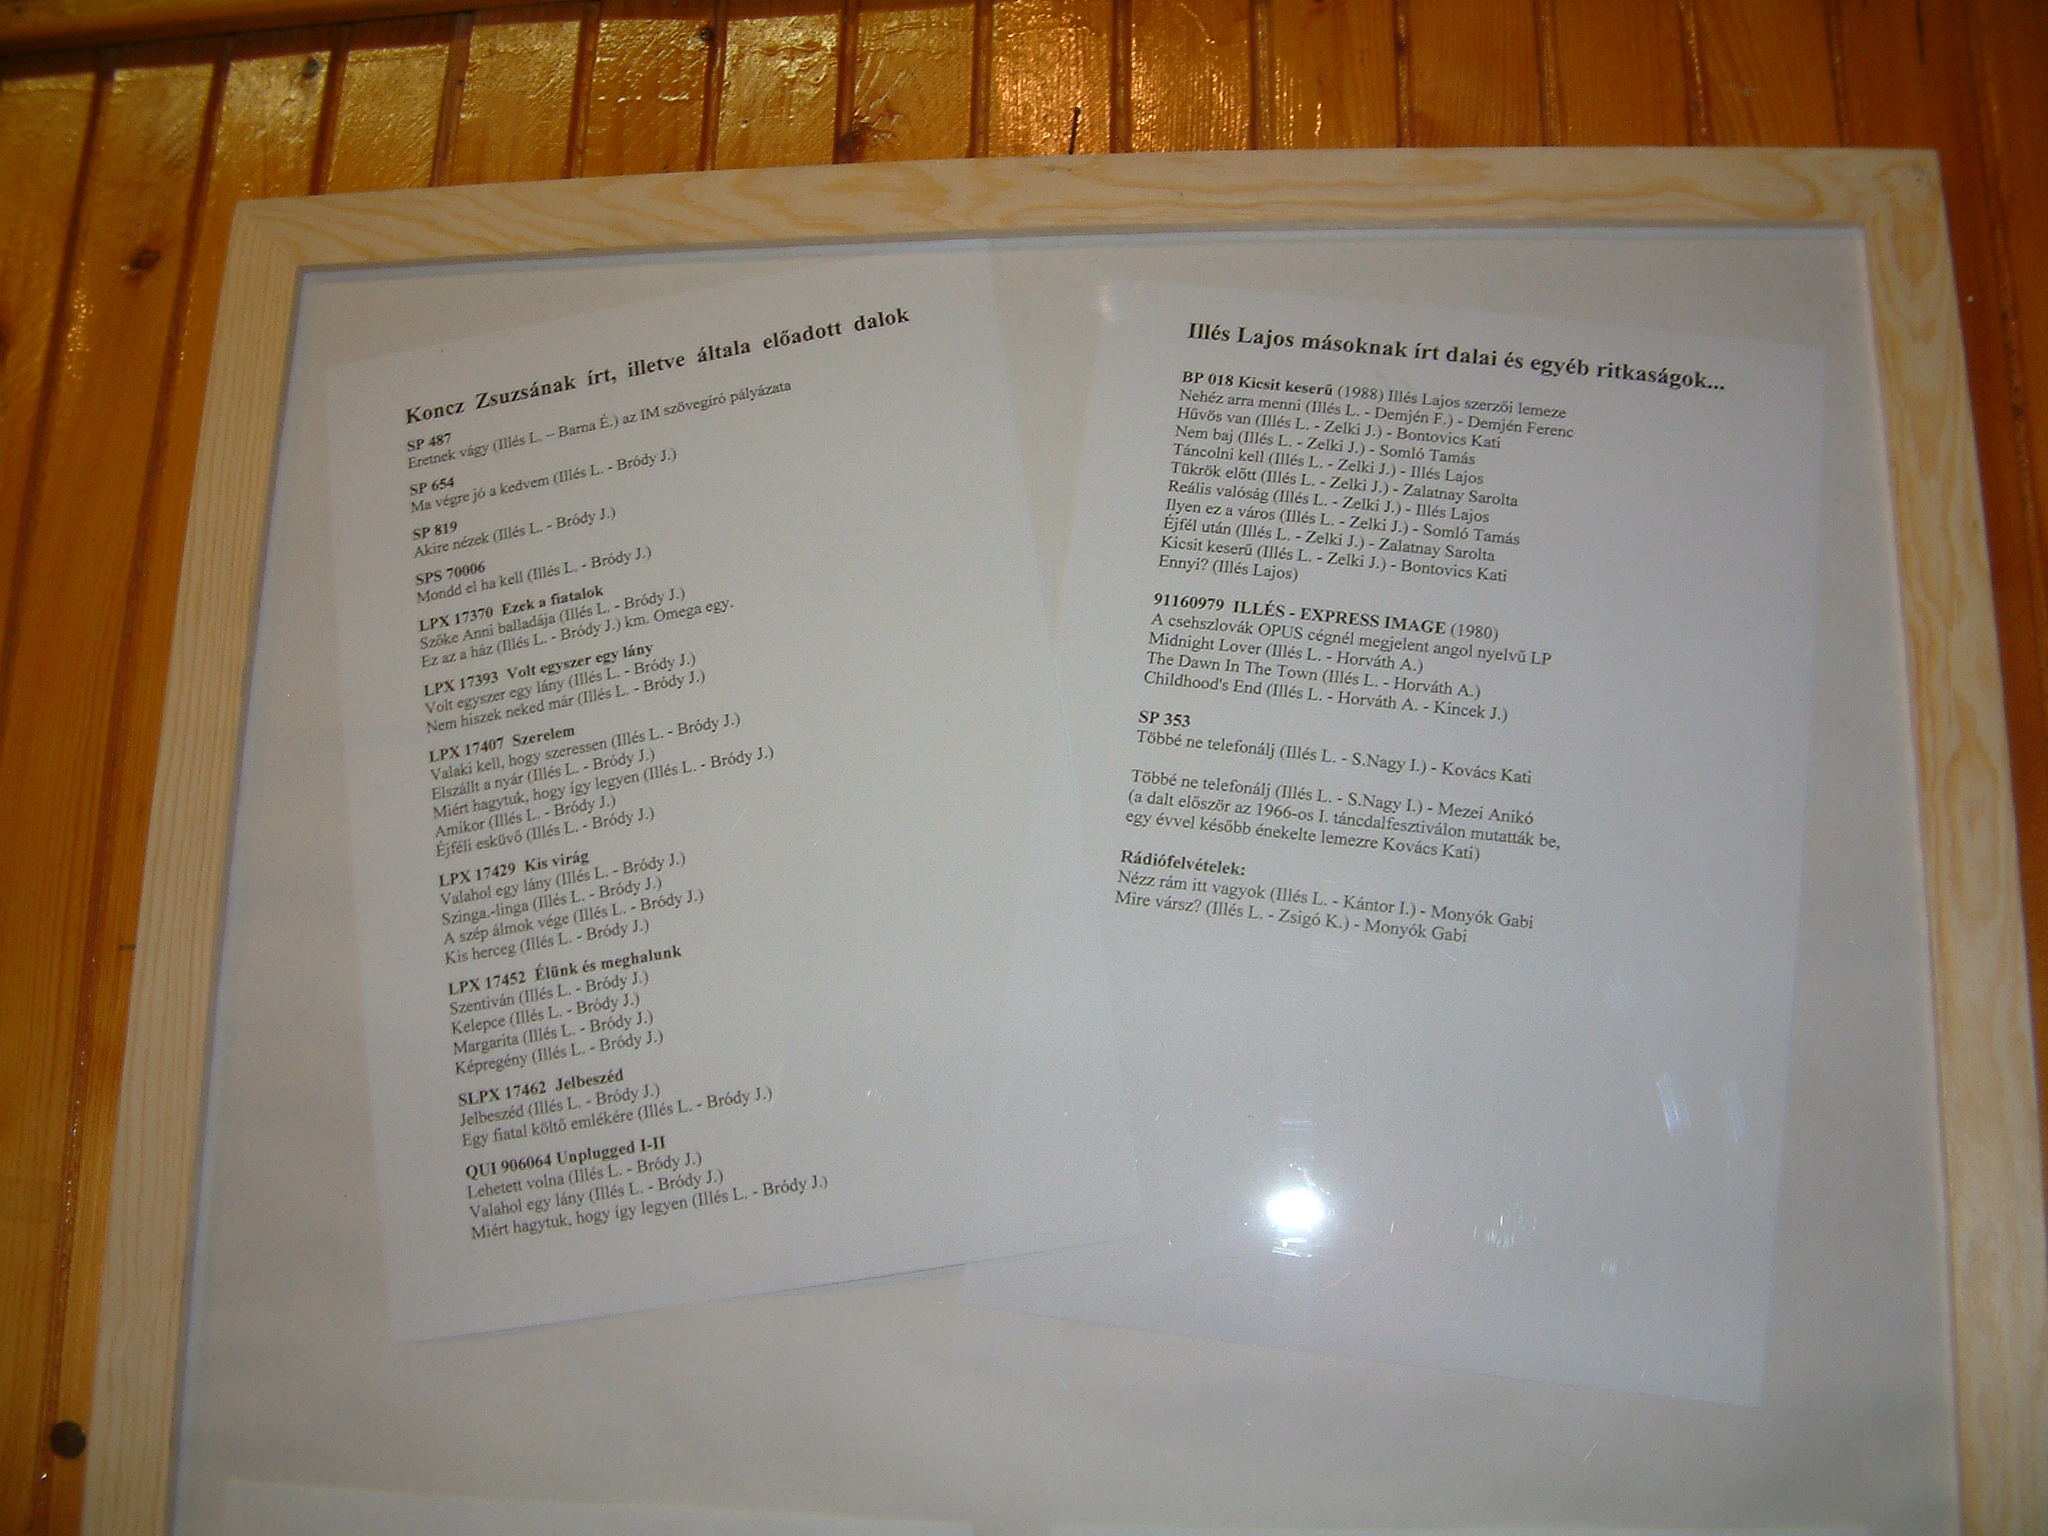 Koncz Zsuzsának írt, illetve általa előadott dalok
SP 487
Eretnek vágy (Illés L. – Barna É.) az IM szövegíró pályázata
SP 654
Ma végre jó a kedvem (Illés L. - Bródy J.)
SP 819
Akire nézek (Illés L. - Bródy J.)
SPS 70006
Mondd el ha kell (Illés L. - Bródy J.)
LPX 17370 Ezek a fiatalok
Szőke Anni balladája (Illés L. - Bródy J.)
Ez az a ház (Illés L. - Bródy J.) km. Omega egy.
LPX 17393 Volt egyszer egy lány
Volt egyszer egy lány (Illés L. - Bródy J.)
Nem hiszek neked már (Illés L. - Bródy J.)
LPX 17407 Szerelem
Valaki kell, hogy szeressen (Illés L. - Bródy J.)
Elszállt a nyár (Illés L. - Bródy J.)
Miért hagytuk, hogy így legyen (Illés L. - Bródy J.)
Amikor (Illés L. - Bródy J.)
Éjféli esküvő (Illés L. - Bródy J.)
LPX 17429 Kis virág
Valahol egy lány (Illés L. - Bródy J.)
Szinga.-linga (Illés L. - Bródy J.)
A szép álmok vége (Illés L. - Bródy J.)
Kis herceg (Illés L. - Bródy J.)
LPX 17452 Élünk és meghalunk
Szentiván (Illés L. - Bródy J.)
Kelepce (Illés L. - Bródy J.)
Margarita (Illés L. - Bródy J.)
Képregény (Illés L. - Bródy J.)
SLPX 17462 Jelbeszéd
Jelbeszéd (Illés L. - Bródy J.)
Egy fiatal költő emlékére (Illés L. - Bródy J.)
QUI 906064 Unplugged I-II
Lehetett volna (Illés L. - Bródy J.)
Valahol egy lány (Illés L. - Bródy J.)
Miért hagytuk, hogy így legyen (Illés L. - Bródy J.)
Illés Lajos másoknak írt dalai és egyéb ritkaságok...
BP 018 Kicsit keserű (1988) Illés Lajos szerzői lemeze
Nehéz arra menni (Illés L. - Demjén F.) - Demjén Ferenc
Hűvös van (Illés L. - Zelki J.) - Bontovics Kati
Nem baj (Illés L. - Zelki J.) - Somló Tamás
Táncolni kell (Illés L. - Zelki J.) - Illés Lajos
Tükrök előtt (Illés L. - Zelki J.) - Zalatnay Sarolta
Reális valóság (Illés L. - Zelki J.) - Illés Lajos
Ilyen ez a város (Illés L. - Zelki J.) - Somló Tamás
Éjfél után (Illés L. - Zelki J.) - Zalatnay Sarolta
Kicsit keserű (Illés L. - Zelki J.) - Bontovics Kati
Ennyi? (Illés Lajos)
91160979 ILLÉS - EXPRESS IMAGE (1980)
A csehszlovák OPUS cégnél megjelent angol nyelvű LP
Midnight Lover (Illés L. - Horváth A.)
The Dawn In The Town (Illés L. - Horváth A.)
Childhood's End (Illés L. - Horváth A. - Kincek J.)
SP 353
Többé ne telefonálj (Illés L. - S.Nagy I.) - Kovács Kati
Többé ne telefonálj (Illés L. - S.Nagy I.) - Mezei Anikó
(a dalt először az 1966-os I. táncdalfesztiválon mutatták be,
egy évvel később énekelte lemezre Kovács Kati)
Rádiófelvételek:
Nézz rám itt vagyok (Illés L. - Kántor I.) - Monyók Gabi
Mire vársz? (Illés L. - Zsigó K.) - Monyók Gabi